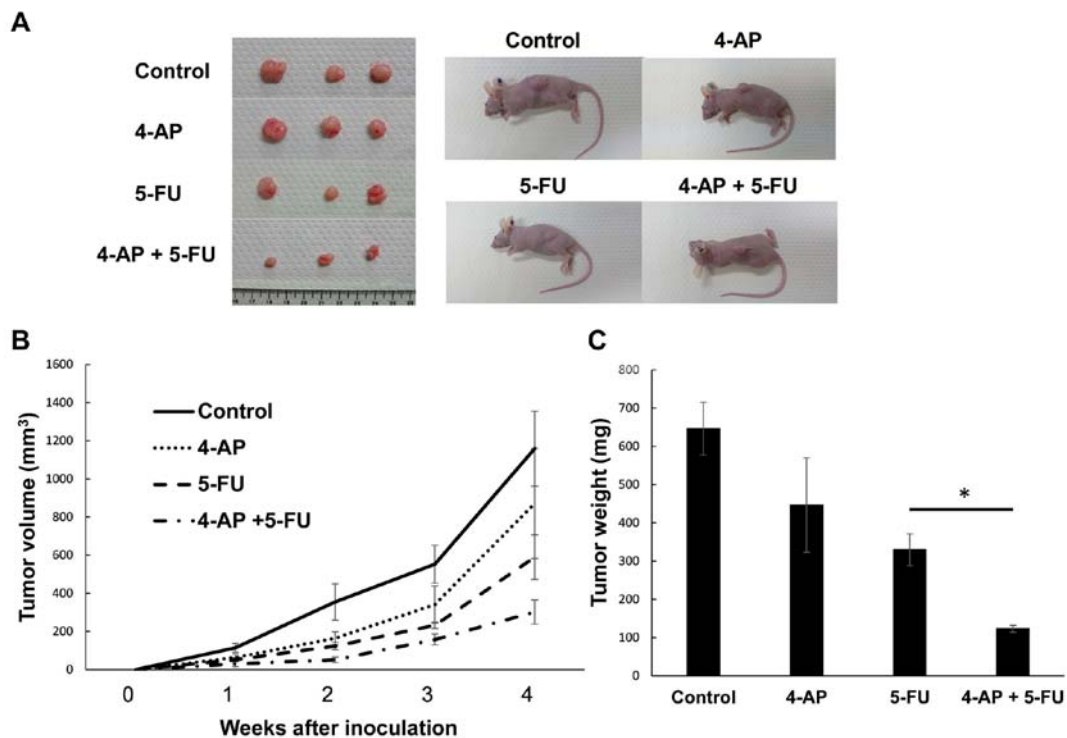 A
Control
4-AP
5-FU
4-AP + 5-FU
Control
4-AP
5-FU
4-AP + 5-FU
B
Tumor volume (mm³)
1600
1400
1200
1000
800
600
400
200
0
Control
4-AP
5-FU
4-AP +5-FU
0 1 2 3 4
Weeks after inoculation
C
Tumor weight (mg)
800
700
600
500
400
300
200
100
0
*
Control 4-AP 5-FU 4-AP + 5-FU